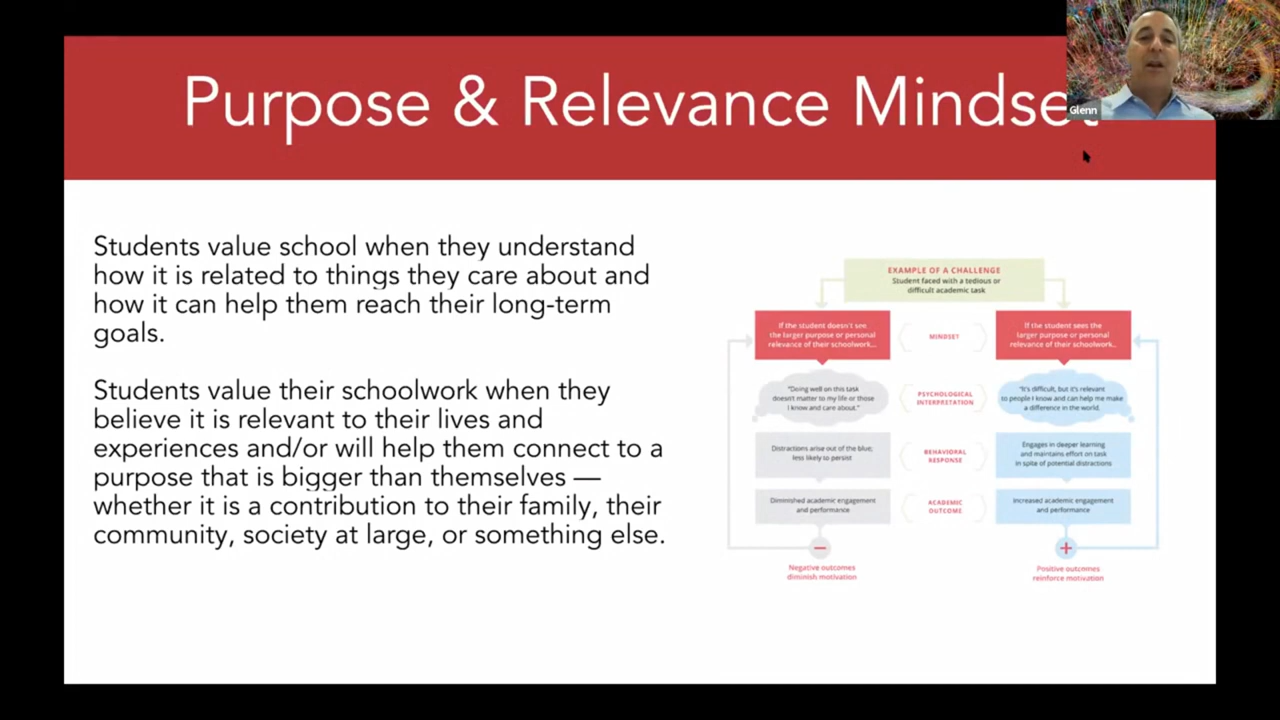 Purpose & Relevance Mindset
Glenn
Students value school when they understand
how it is related to things they care about and
how it can help them reach their long-term
goals.
Students value their schoolwork when they
believe it is relevant to their lives and
experiences and/or will help them connect to a
purpose that is bigger than themselves —
whether it is a contribution to their family, their
community, society at large, or something else.
EXAMPLE OF A CHALLENGE
Student faced with a tedious or
difficult academic task
If the student doesn't see
the larger purpose or personal
relevance of their schoolwork...
MINDSET
If the student sees the
larger purpose or personal
relevance of their schoolwork...
"Doing well on this task
doesn't matter to my life or those
I know and care about."
PSYCHOLOGICAL
INTERPRETATION
"It's difficult, but it's relevant
to people I know and can help me make
a difference in the world.
Distractions arise out of the blue;
less likely to persist
BEHAVIORAL
RESPONSE
Engages in deeper learning
and maintains effort on task
in spite of potential distractions
Diminished academic engagement
and performance
ACADEMIC
OUTCOME
Increased academic engagement
and performance
−
+
Negative outcomes
diminish motivation
Positive outcomes
reinforce motivation